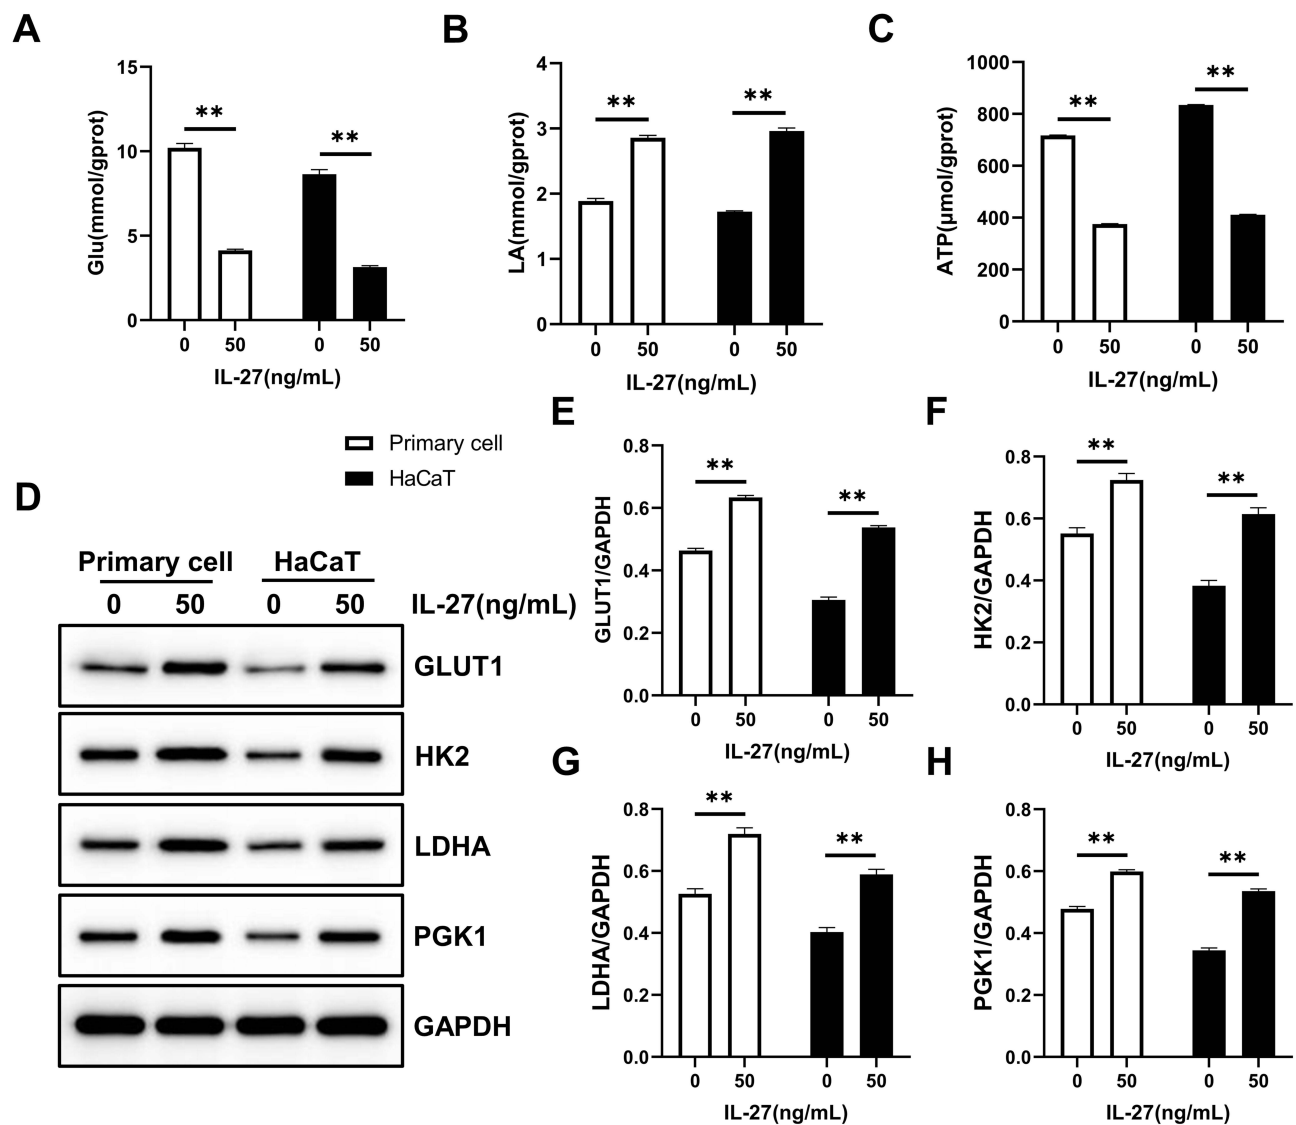 A
Glu(mmol/gprot)
15
10
5
0
**
**
0 50 0 50
IL-27(ng/mL)
B
LA(mmol/gprot)
4
3
2
1
0
**
**
0 50 0 50
IL-27(ng/mL)
C
ATP(μmol/gprot)
1000
800
600
400
200
0
**
**
0 50 0 50
IL-27(ng/mL)
Primary cell
HaCaT
D
Primary cell HaCaT
0 50 0 50 IL-27(ng/mL)
GLUT1
HK2
LDHA
PGK1
GAPDH
E
GLUT1/GAPDH
0.8
0.6
0.4
0.2
0.0
**
**
0 50 0 50
IL-27(ng/mL)
F
HK2/GAPDH
0.8
0.6
0.4
0.2
0.0
**
**
0 50 0 50
IL-27(ng/mL)
G
LDHA/GAPDH
0.8
0.6
0.4
0.2
0.0
**
**
0 50 0 50
IL-27(ng/mL)
H
PGK1/GAPDH
0.8
0.6
0.4
0.2
0.0
**
**
0 50 0 50
IL-27(ng/mL)